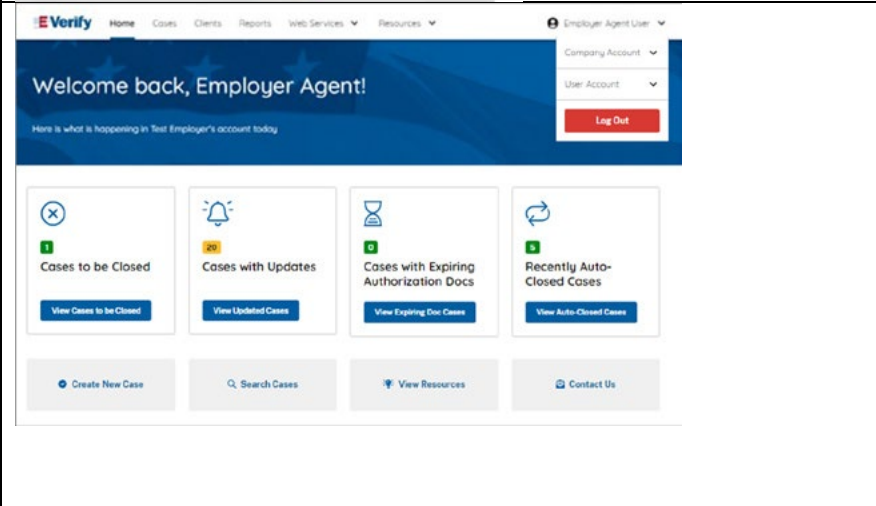 E Verify Home Cases Clients Reports Web Services Resources Employer Agent User
Company Account
User Account
Log Out
Welcome back, Employer Agent!
Here is what is happening in Test Employer's account today
1
Cases to be Closed
View Cases to be Closed
20
Cases with Updates
View Updated Cases
0
Cases with Expiring
Authorization Docs
View Expiring Doc Cases
5
Recently Auto-
Closed Cases
View Auto-Closed Cases
Create New Case
Search Cases
View Resources
Contact Us